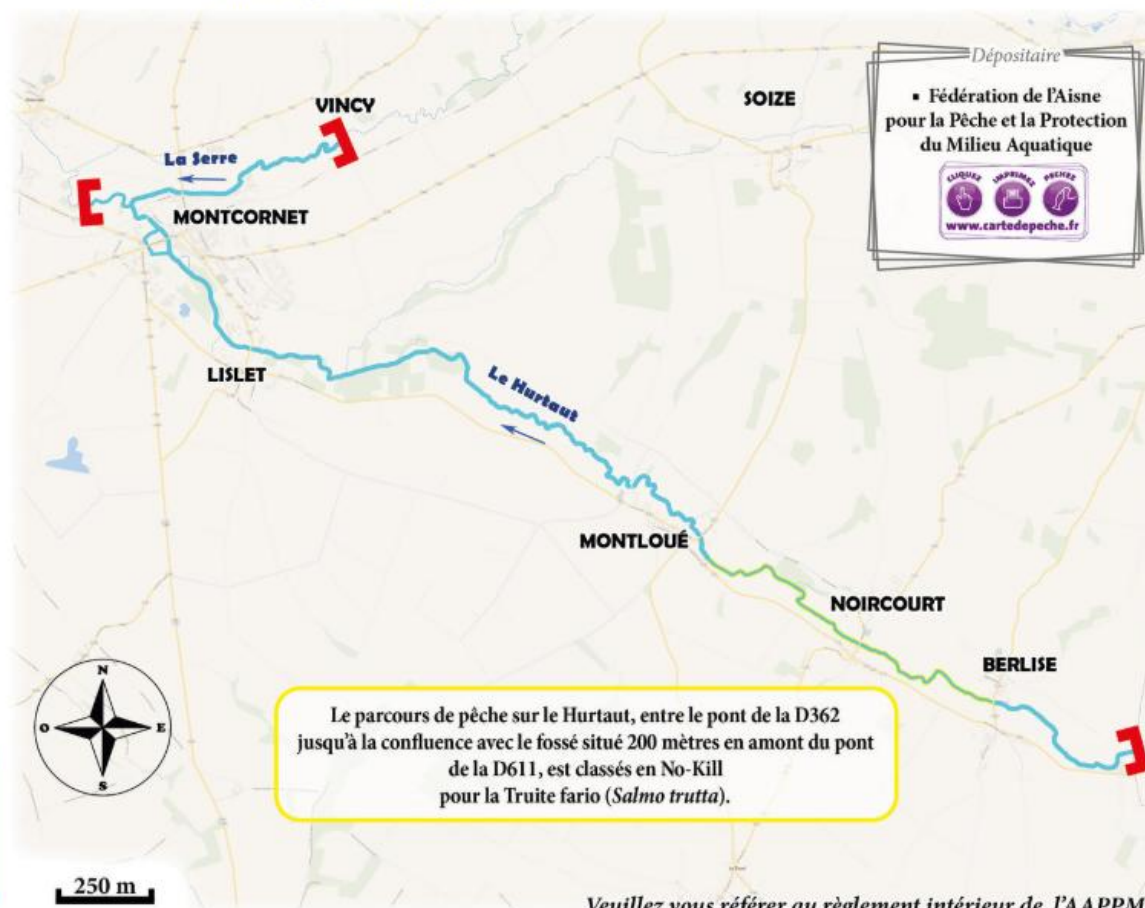 Dépositaire
▪ Fédération de l'Aisne
pour la Pêche et la Protection
du Milieu Aquatique
CLIQUEZ IMPRIMEZ PECHEZ
www.cartedepeche.fr
VINCY
SOIZE
La Serre
MONTCORNET
LISLET
Le Hurtaut
MONTLOUÉ
NOIRCOURT
BERLISE
N
O E
S
Le parcours de pêche sur le Hurtaut, entre le pont de la D362
jusqu'à la confluence avec le fossé situé 200 mètres en amont du pont
de la D611, est classés en No-Kill
pour la Truite fario (Salmo trutta).
250 m
Veuillez vous référer au règlement intérieur de l'AAPPM